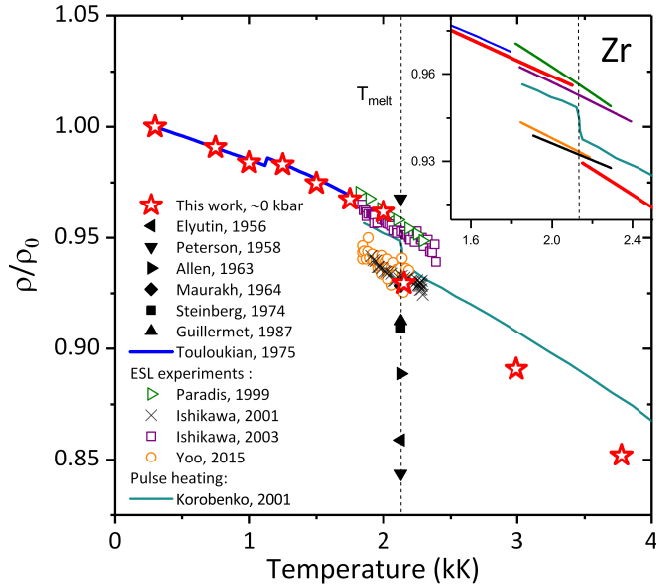 1.05
1.00
0.95
0.90
0.85
ρ/ρ₀
0
1
2
3
4
Temperature (kK)
T_melt
Zr
0.96
0.93
1.6
2.0
2.4
This work, ~0 kbar
Elyutin, 1956
Peterson, 1958
Allen, 1963
Maurakh, 1964
Steinberg, 1974
Guillermet, 1987
Touloukian, 1975
ESL experiments :
Paradis, 1999
Ishikawa, 2001
Ishikawa, 2003
Yoo, 2015
Pulse heating:
Korobenko, 2001